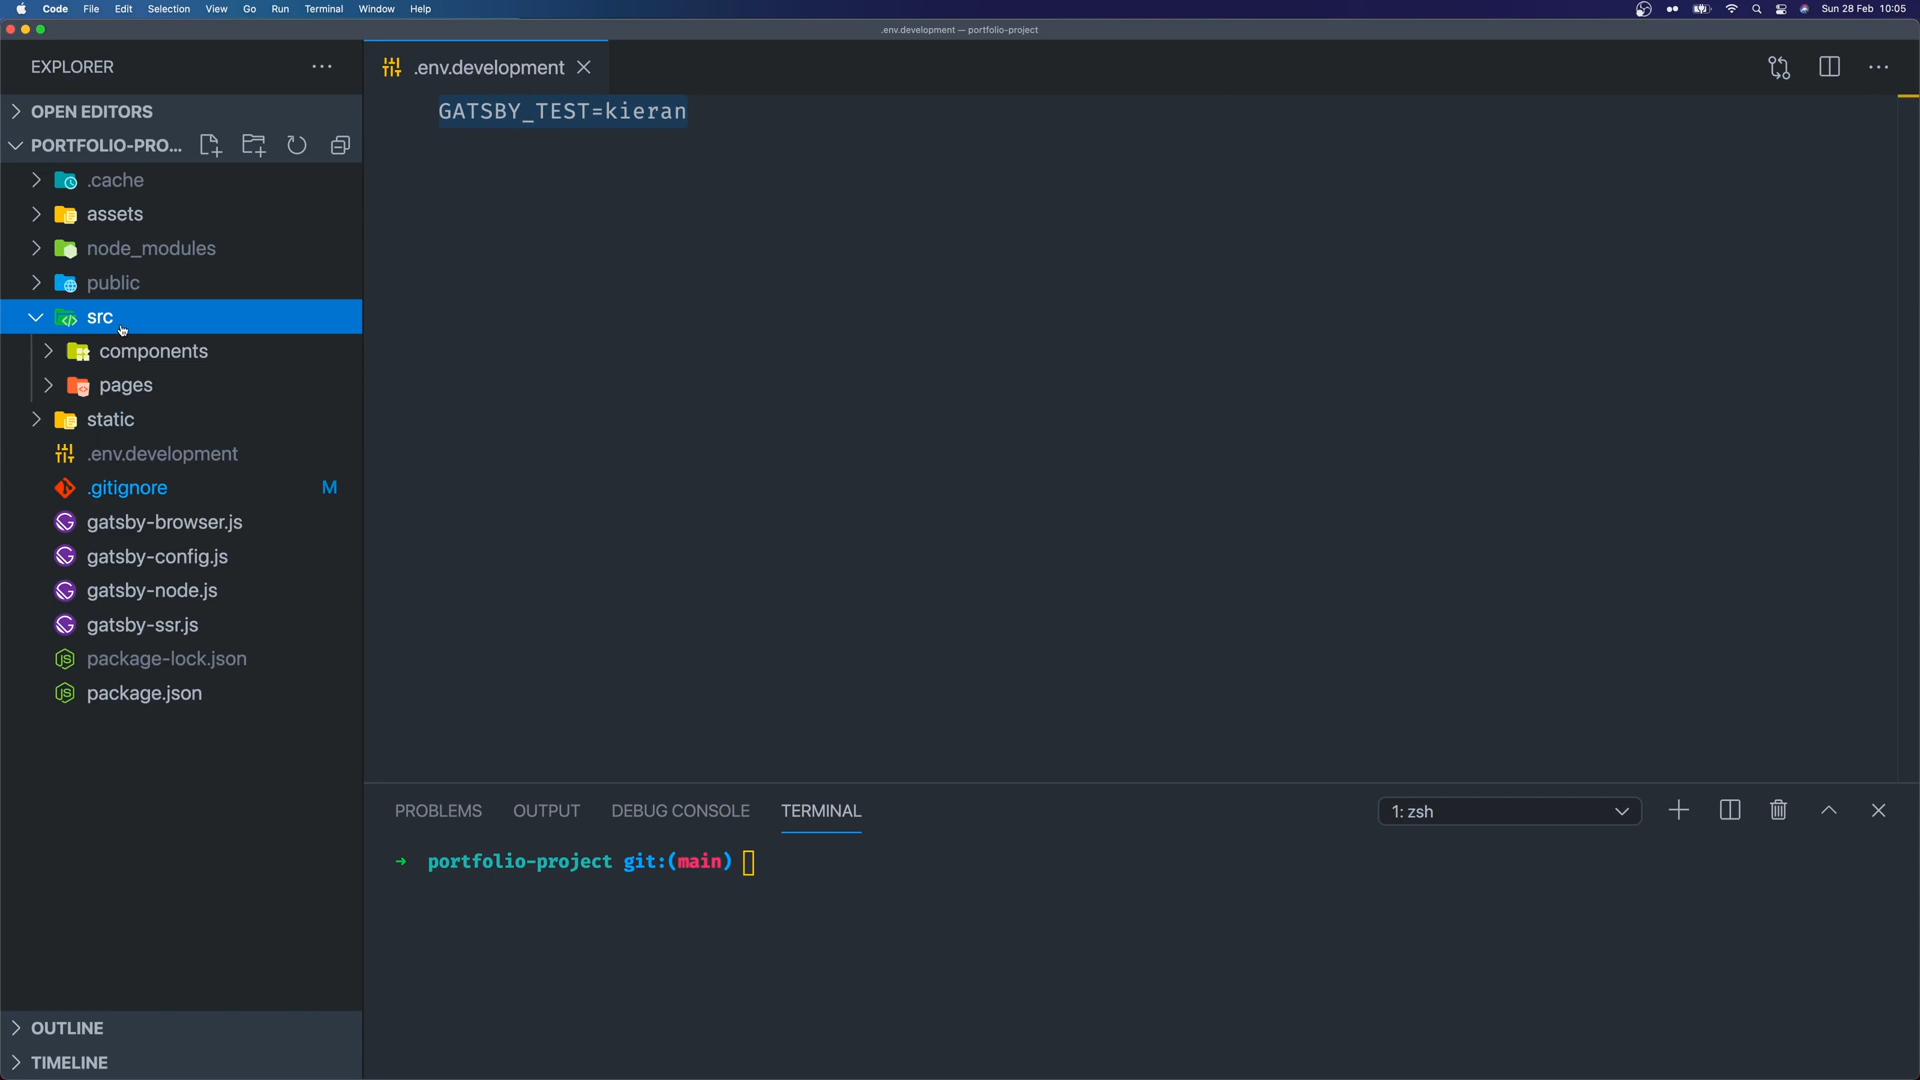 Code File Edit Selection View Go Run Terminal Window Help Sun 28 Feb 10:05
.env.development — portfolio-project
EXPLORER
.env.development
OPEN EDITORS
GATSBY_TEST=kieran
PORTFOLIO-PRO...
.cache
assets
node_modules
public
src
components
pages
static
.env.development
.gitignore M
gatsby-browser.js
gatsby-config.js
gatsby-node.js
gatsby-ssr.js
package-lock.json
package.json
PROBLEMS OUTPUT DEBUG CONSOLE TERMINAL 1: zsh
→ portfolio-project git:(main)
OUTLINE
TIMELINE